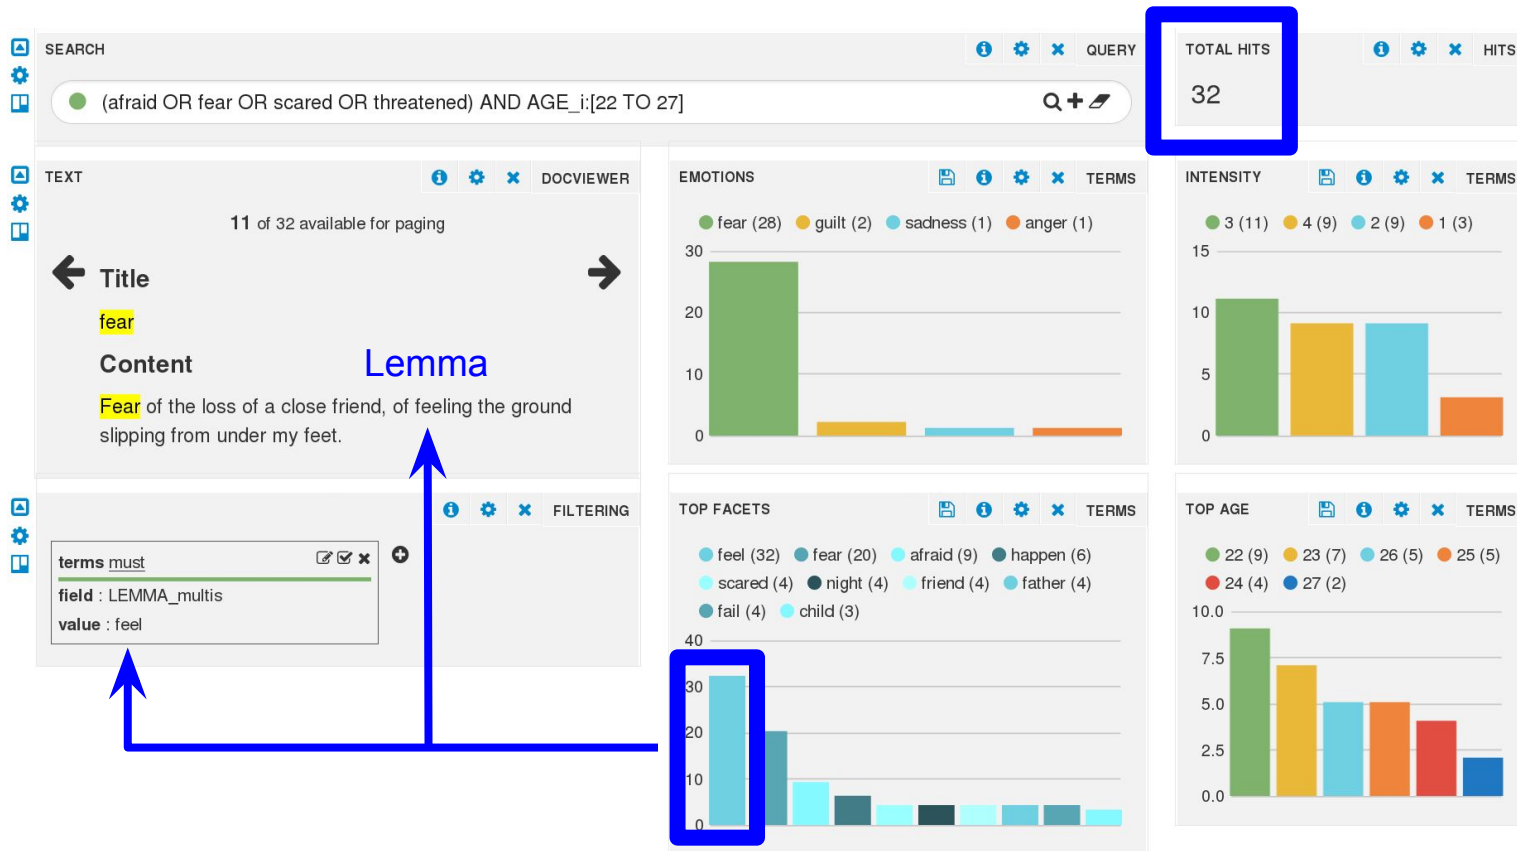 SEARCH
QUERY
(afraid OR fear OR scared OR threatened) AND AGE_i:[22 TO 27]
TOTAL HITS
HITS
32
TEXT
DOCVIEWER
11 of 32 available for paging
Title
fear
Content
Lemma
Fear of the loss of a close friend, of feeling the ground
slipping from under my feet.
EMOTIONS
TERMS
fear (28) guilt (2) sadness (1) anger (1)
30
20
10
0
INTENSITY
TERMS
3 (11) 4 (9) 2 (9) 1 (3)
15
10
5
0
FILTERING
terms must
field : LEMMA_multis
value : feel
TOP FACETS
TERMS
feel (32) fear (20) afraid (9) happen (6)
scared (4) night (4) friend (4) father (4)
fail (4) child (3)
40
30
20
10
0
TOP AGE
TERMS
22 (9) 23 (7) 26 (5) 25 (5)
24 (4) 27 (2)
10.0
7.5
5.0
2.5
0.0